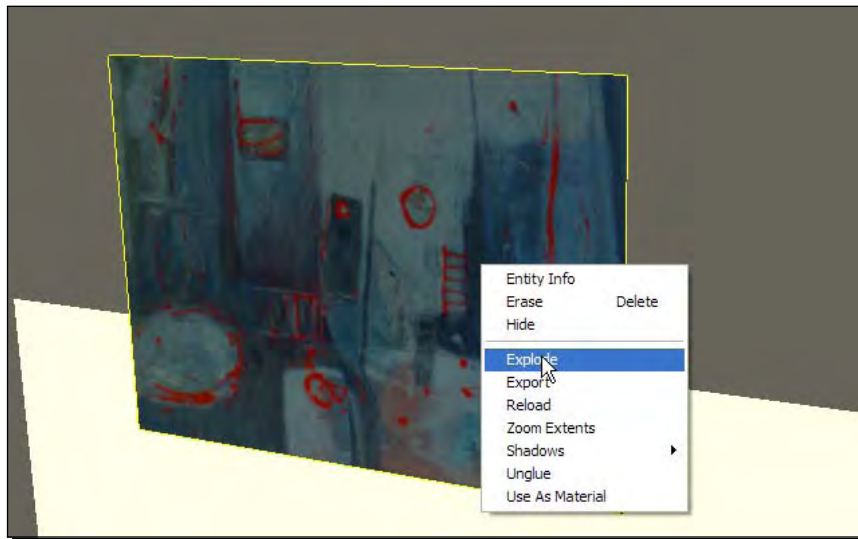 Entity Info
Erase Delete
Hide
Explode
Export
Reload
Zoom Extents
Shadows
Unglue
Use As Material